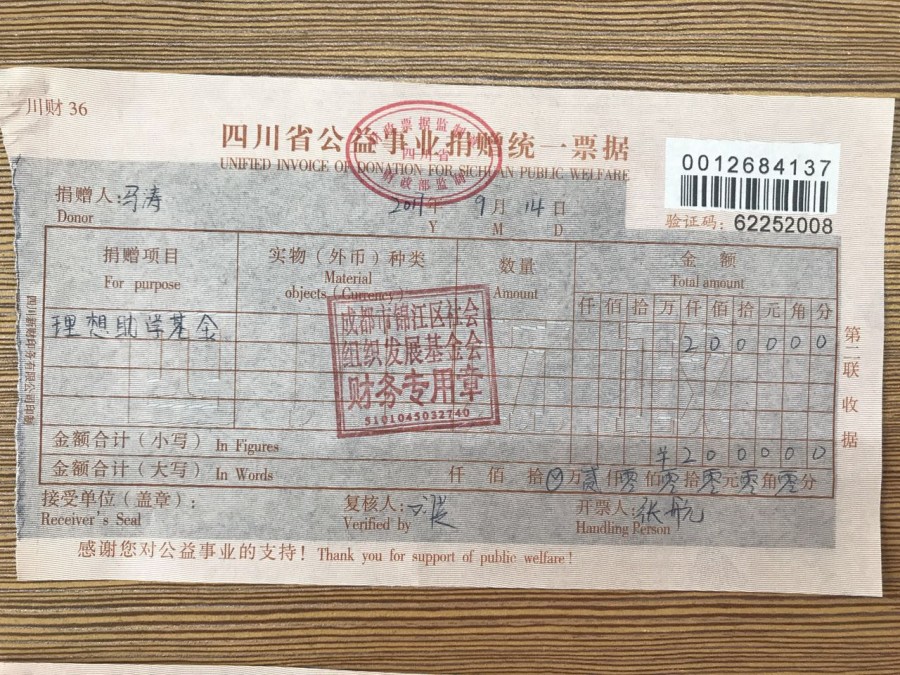 川财 36
四川省公益事业捐赠统一票据
UNIFIED INVOICE OF DONATION FOR SICHUAN PUBLIC WELFARE
0012684137
验证码：62252008
捐赠人：冯涛
Donor
2017年 9月 14日
Y M D
捐赠项目 实物（外币）种类 数量 金额
For purpose Material objects (Currency) Amount Total amount
仟 佰 拾 万 仟 佰 拾 元 角 分
理想助学基金 2 0 0 0 0 0
成都市锦江区社会
组织发展基金会
财务专用章
5101045032740
金额合计（小写） In Figures ¥ 2 0 0 0 0 0
金额合计（大写） In Words 仟 佰 拾 万 贰 仟 零 佰 零 拾 零 元 零 角 零 分
接受单位（盖章）： 复核人： 开票人：张航
Receiver's Seal Verified by Handling Person
感谢您对公益事业的支持！Thank you for support of public welfare!
第二联 收据